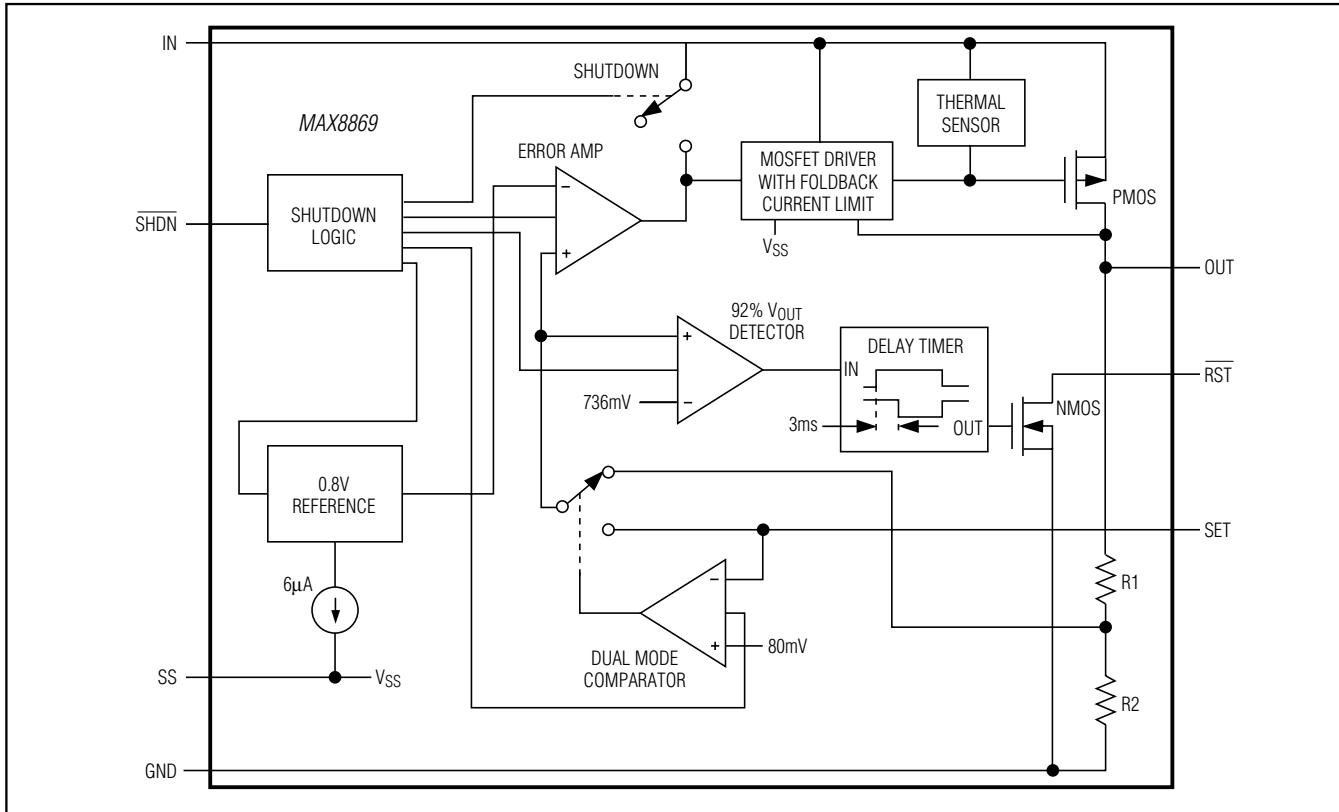 IN
SHUTDOWN
MAX8869
THERMAL
SENSOR
ERROR AMP
MOSFET DRIVER
WITH FOLDBACK
CURRENT LIMIT
–
+
PMOS
SHDN
SHUTDOWN
LOGIC
VSS
OUT
92% VOUT
DETECTOR
+
–
736mV
DELAY TIMER
IN
3ms
OUT
NMOS
RST
0.8V
REFERENCE
SET
6µA
–
+
80mV
R1
DUAL MODE
COMPARATOR
SS
VSS
R2
GND